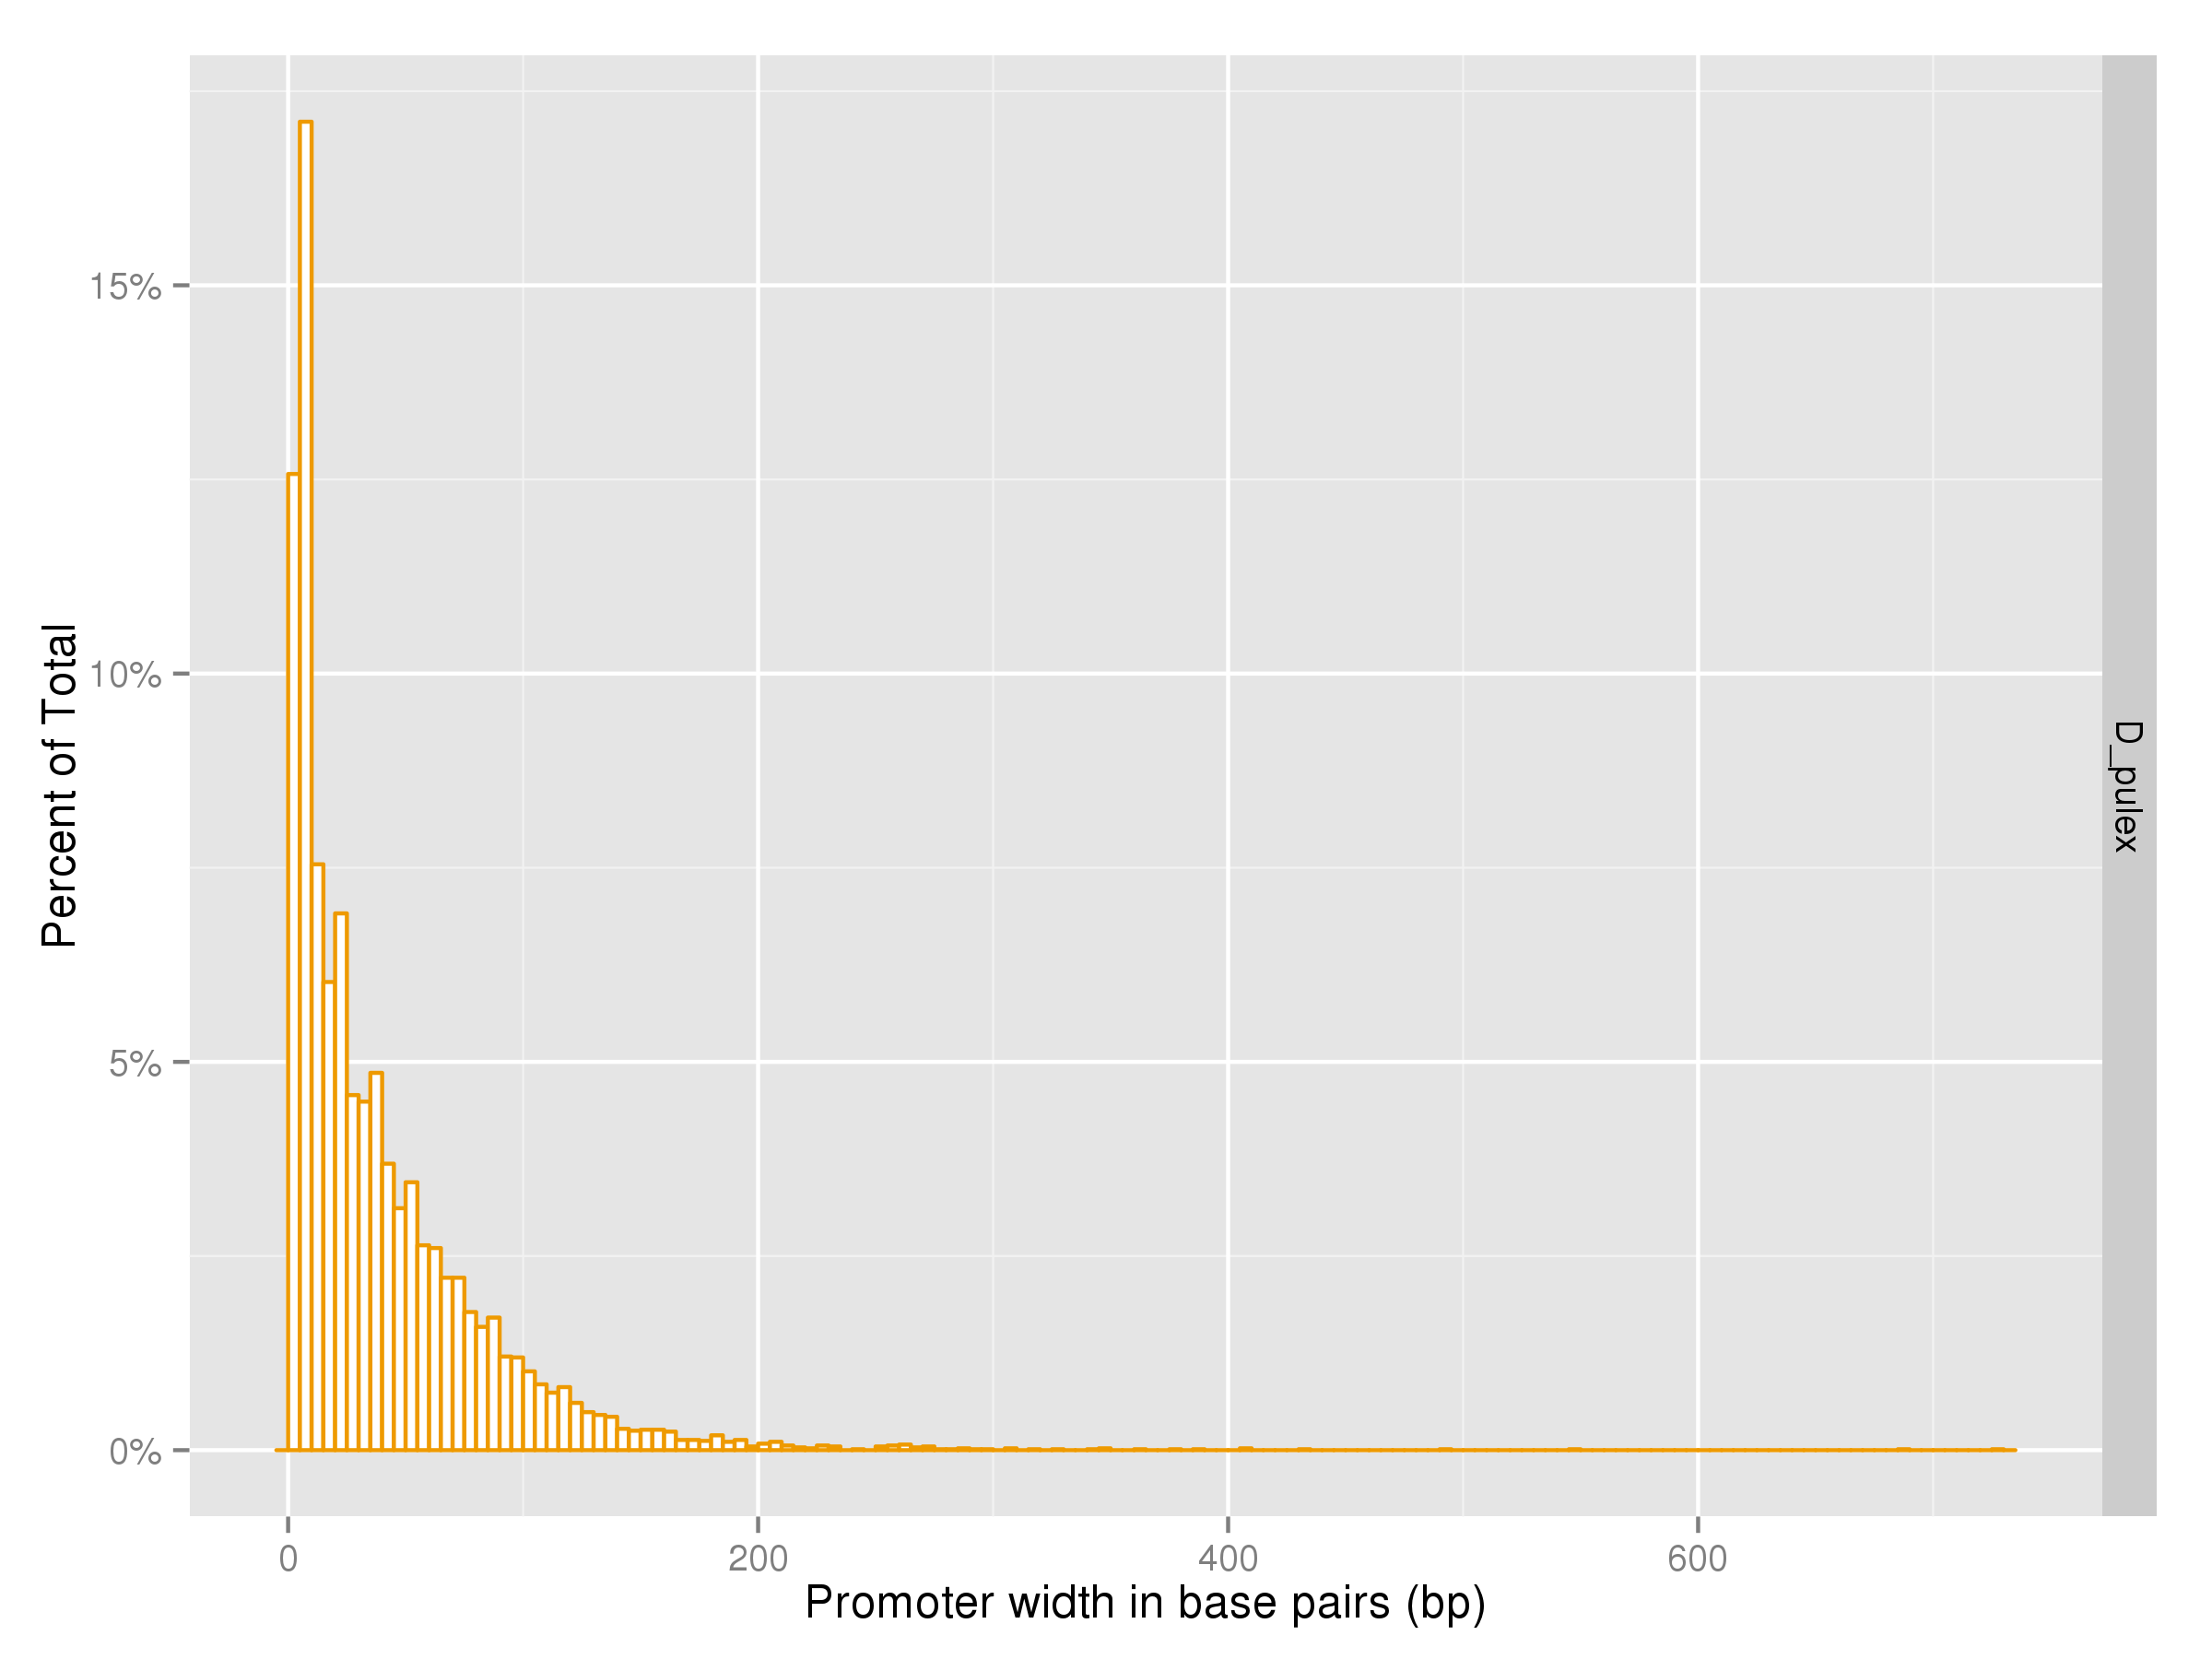 15%
10%
5%
0%
Percent of Total
0
200
400
600
Promoter width in base pairs (bp)
D_pulex